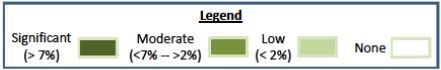 Legend
Significant Moderate Low None
(> 7%) (<7% -- >2%) (< 2%)